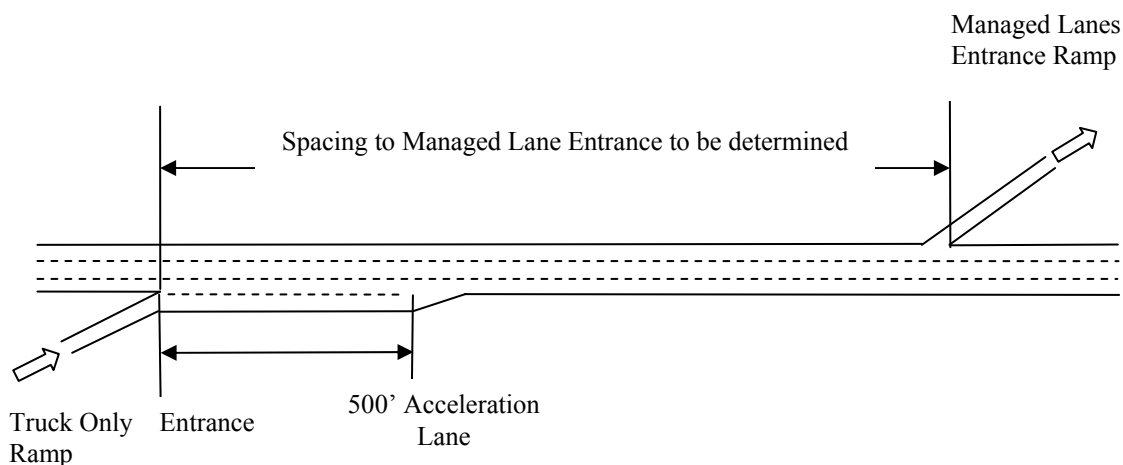 Managed Lanes
Entrance Ramp
Spacing to Managed Lane Entrance to be determined
Truck Only
Ramp
Entrance
500’ Acceleration
Lane